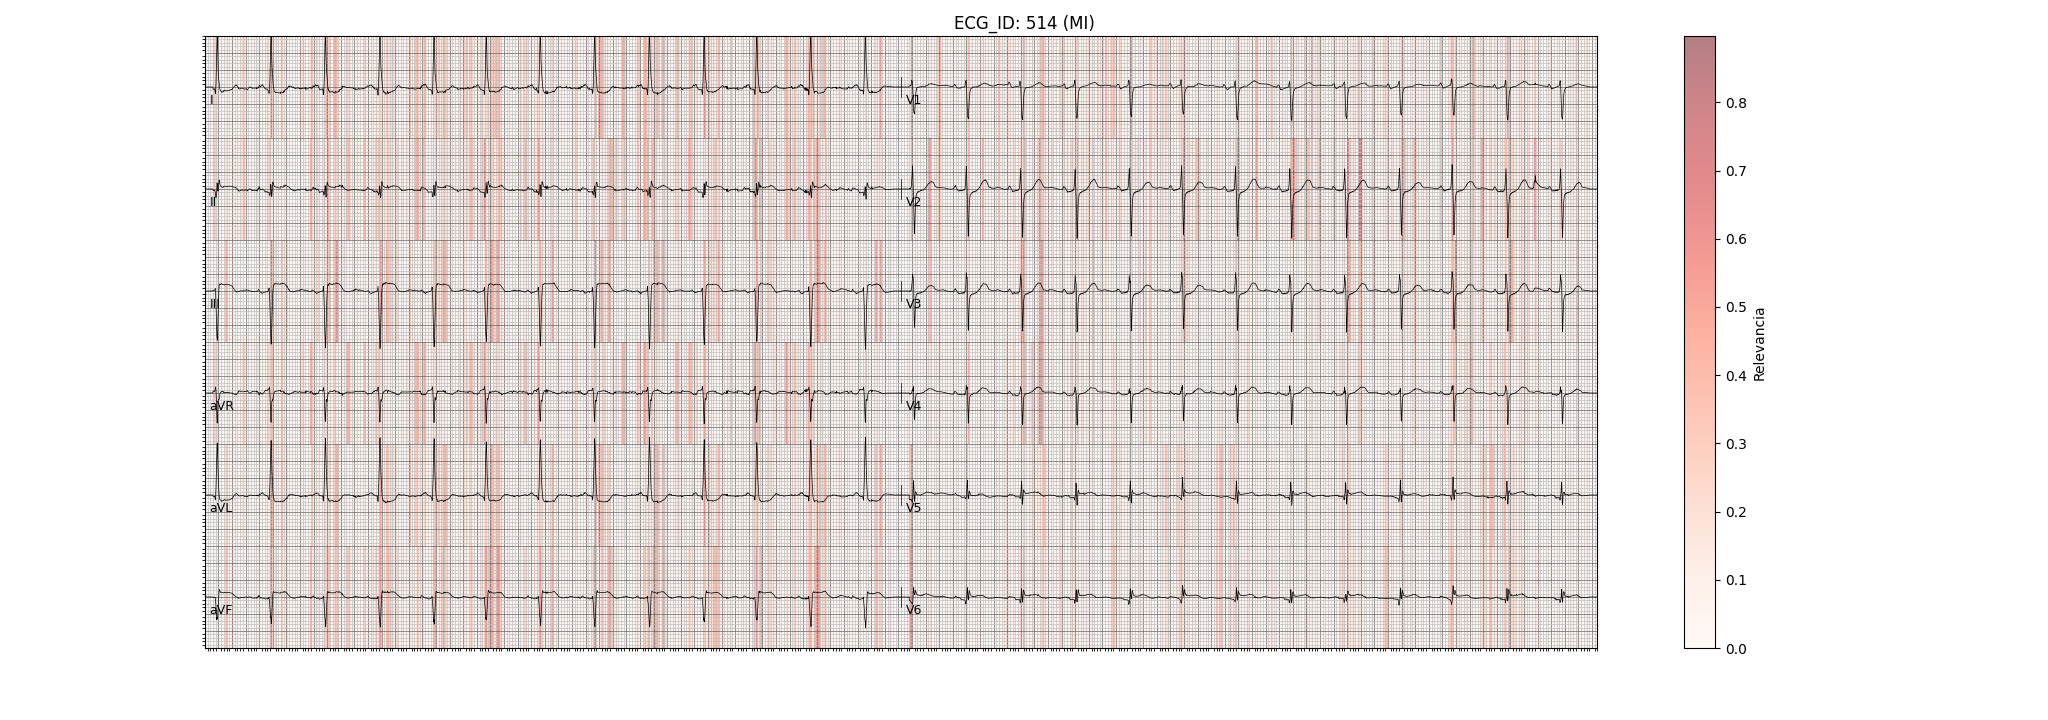 ECG_ID: 514 (MI)
I
V1
II
V2
III
V3
aVR
V4
aVL
V5
aVF
V6
0.8
0.7
0.6
0.5
0.4
0.3
0.2
0.1
0.0
Relevancia